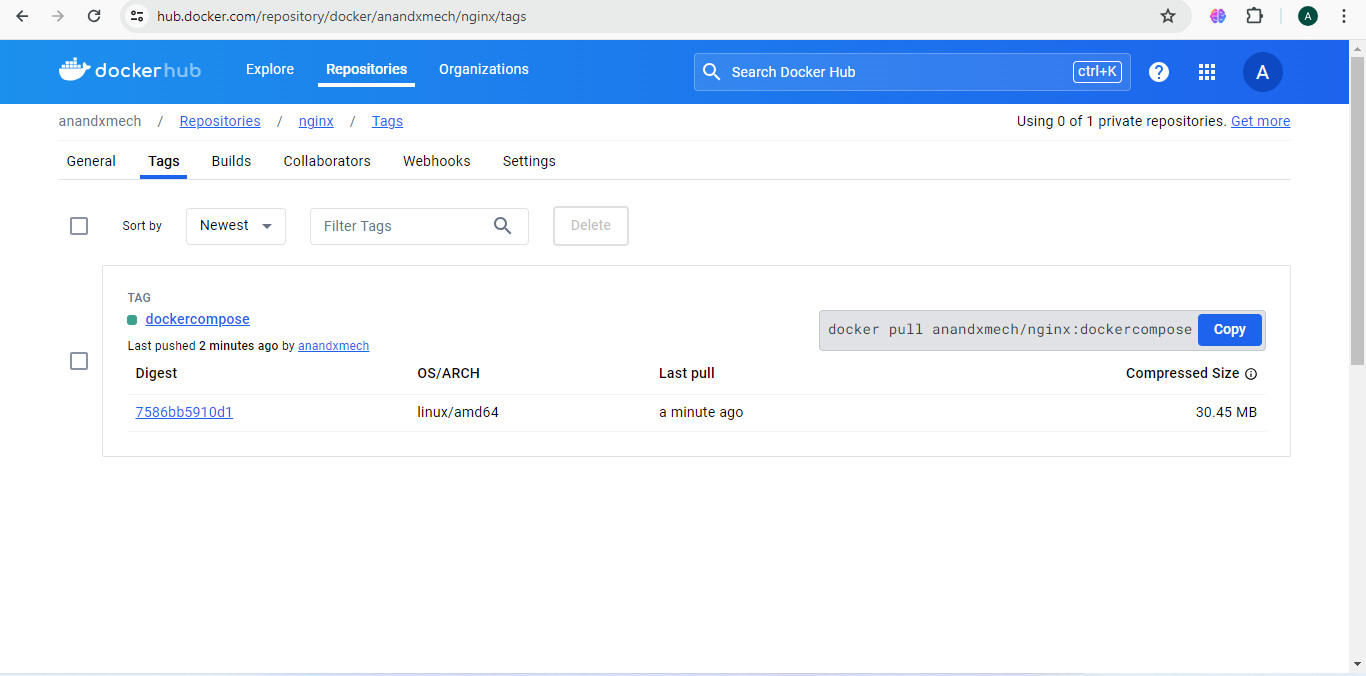 hub.docker.com/repository/docker/anandxmech/nginx/tags
A
dockerhub
Explore
Repositories
Organizations
Search Docker Hub
ctrl+K
?
A
anandxmech / Repositories / nginx / Tags
Using 0 of 1 private repositories. Get more
General
Tags
Builds
Collaborators
Webhooks
Settings
Sort by
Newest
Filter Tags
Delete
TAG
dockercompose
docker pull anandxmech/nginx:dockercompose
Copy
Last pushed 2 minutes ago by anandxmech
Digest OS/ARCH Last pull Compressed Size
7586bb5910d1 linux/amd64 a minute ago 30.45 MB